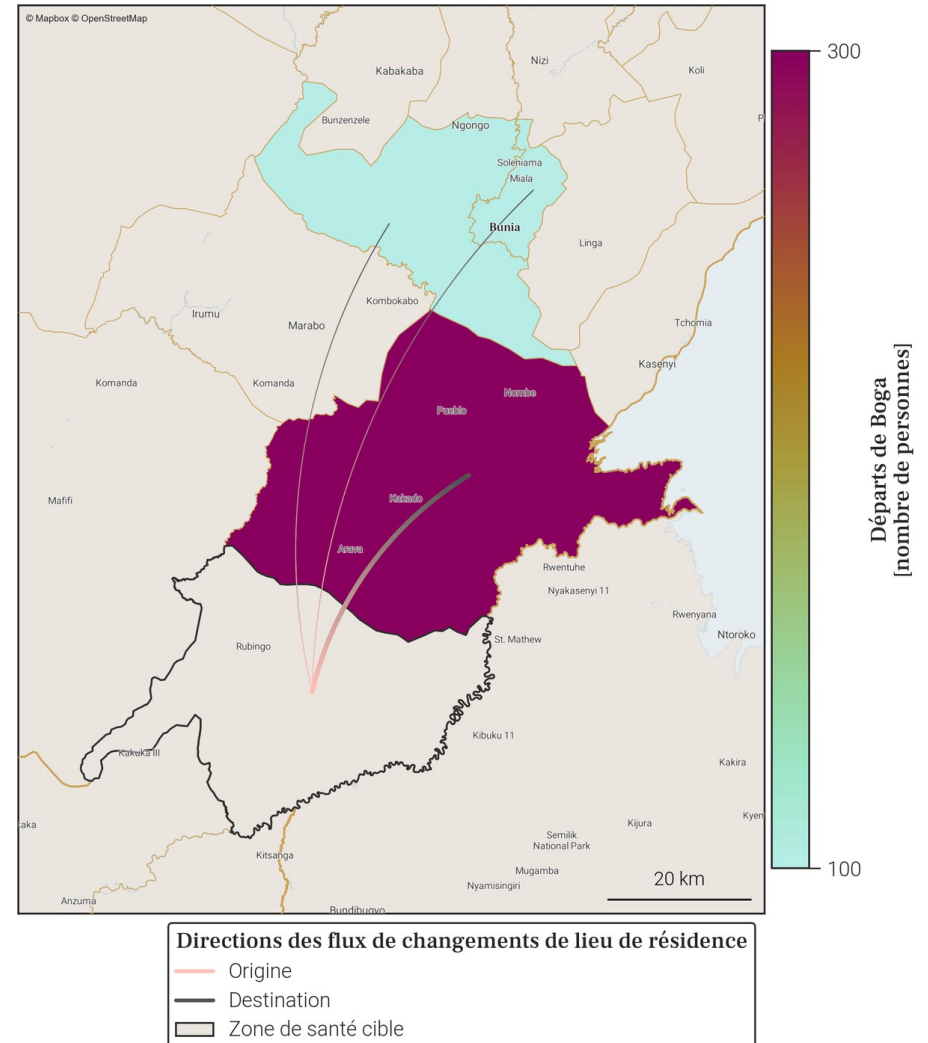 © Mapbox © OpenStreetMap
Nizi
Kabakaba
Koli
Bunzenzele
Ngongo
Soleniama
Miala
Bunia
Linga
Kombokabo
Irumu
Marabo
Tchomia
Kasenyi
Komanda
Komanda
Nombe
Pueblo
Kakado
Mafifi
Arava
Rwentuhe
Nyakasenyi 11
Rwenyana
Ntoroko
St. Mathew
Rubingo
Kibuku 11
Kakuka III
Kakira
Kyen
Kijura
aka
Semilik
National Park
Kitsanga
Mugamba
Nyamisingiri
Anzuma
Bundibugyo
20 km
300
100
Départs de Boga
[nombre de personnes]
Directions des flux de changements de lieu de résidence
Origine
Destination
Zone de santé cible